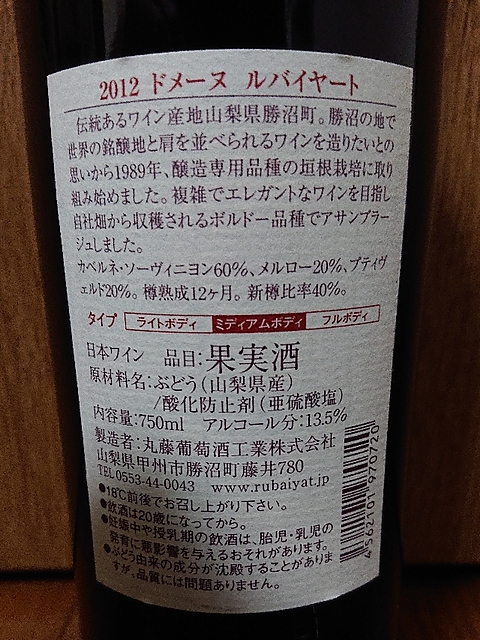 2012 ドメーヌ ルバイヤート
伝統あるワイン産地山梨県勝沼町。勝沼の地で
世界の銘醸地と肩を並べられるワインを造りたいとの
思いから1989年、醸造専用品種の垣根栽培に取り
組み始めました。複雑でエレガントなワインを目指し
自社畑から収穫されるボルドー品種でアサンブラー
ジュしました。
カベルネ・ソーヴィニヨン60%、メルロー20%、プティヴ
ェルド20%。樽熟成12ヶ月。新樽比率40%。
タイプ ライトボディ ミディアムボディ フルボディ
日本ワイン 品目:果実酒
原材料名:ぶどう(山梨県産)
/酸化防止剤(亜硫酸塩)
内容量:750ml アルコール分:13.5%
製造者:丸藤葡萄酒工業株式会社
山梨県甲州市勝沼町藤井780
TEL 0553-44-0043 www.rubaiyat.jp
●18℃前後でお召し上がり下さい。
●飲酒は20歳になってから。
●妊娠中や授乳期の飲酒は、胎児・乳児の
発育に悪影響を与えるおそれがあります。
●ぶどう由来の成分が沈殿することがありま
すが、品質には問題ありません。
4562101970720